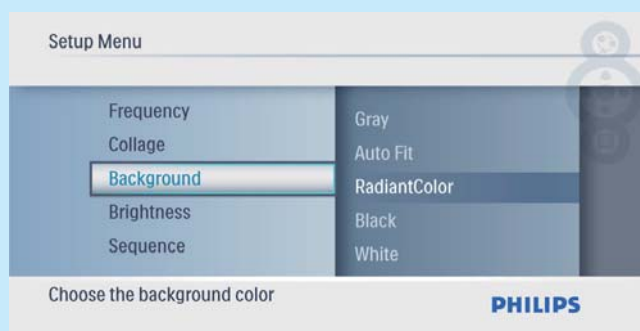 Setup Menu
Frequency
Collage
Background
Brightness
Sequence
Gray
Auto Fit
RadiantColor
Black
White
Choose the background color
PHILIPS